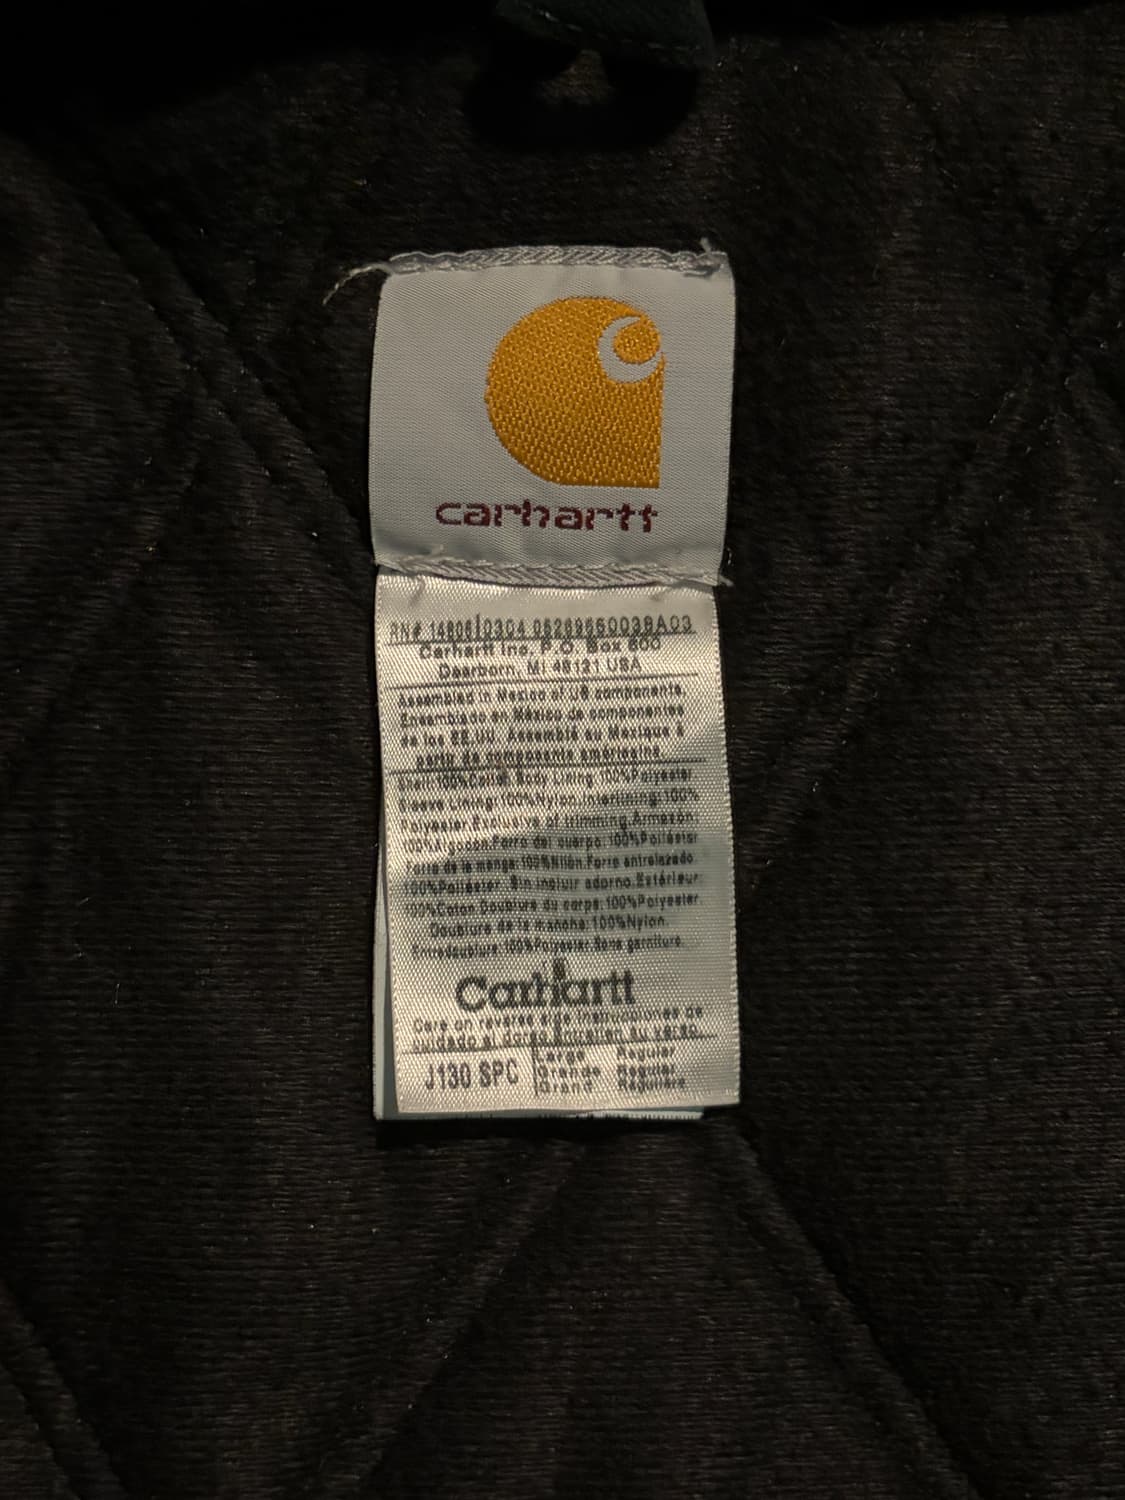 carhartt
RN# 14806 0304
Carhartt Inc. P.O. Box 600
Dearborn, MI 48121 USA
Assembled in Mexico of US components.
Ensamblado en México de componentes
de los EE.UU. Assemblé au Mexique à
partir de composants américains.
Shell 100%Cotton Body Lining 100%Polyester
Sleeve Lining:100%Nylon.Interlining:100%
Polyester.Exclusive of trimming.Armazón:
100%Algodón.Forro del cuerpo:100%Poliéster
Forro de la manga:100%Nilón.Forro entrelazado
100%Poliéster. Sin incluir adorno.Extérieur:
100%Coton.Doublure du corps:100%Polyester.
Doublure de la manche:100%Nylon.
Entredoublure:100%Polyester.Sans garniture.
Carhartt
Care on reverse side Instrucciones de
cuidado al dorso Entretien au verso
J130 SPC
Large Regular
Grande Regular
Grand Régulière